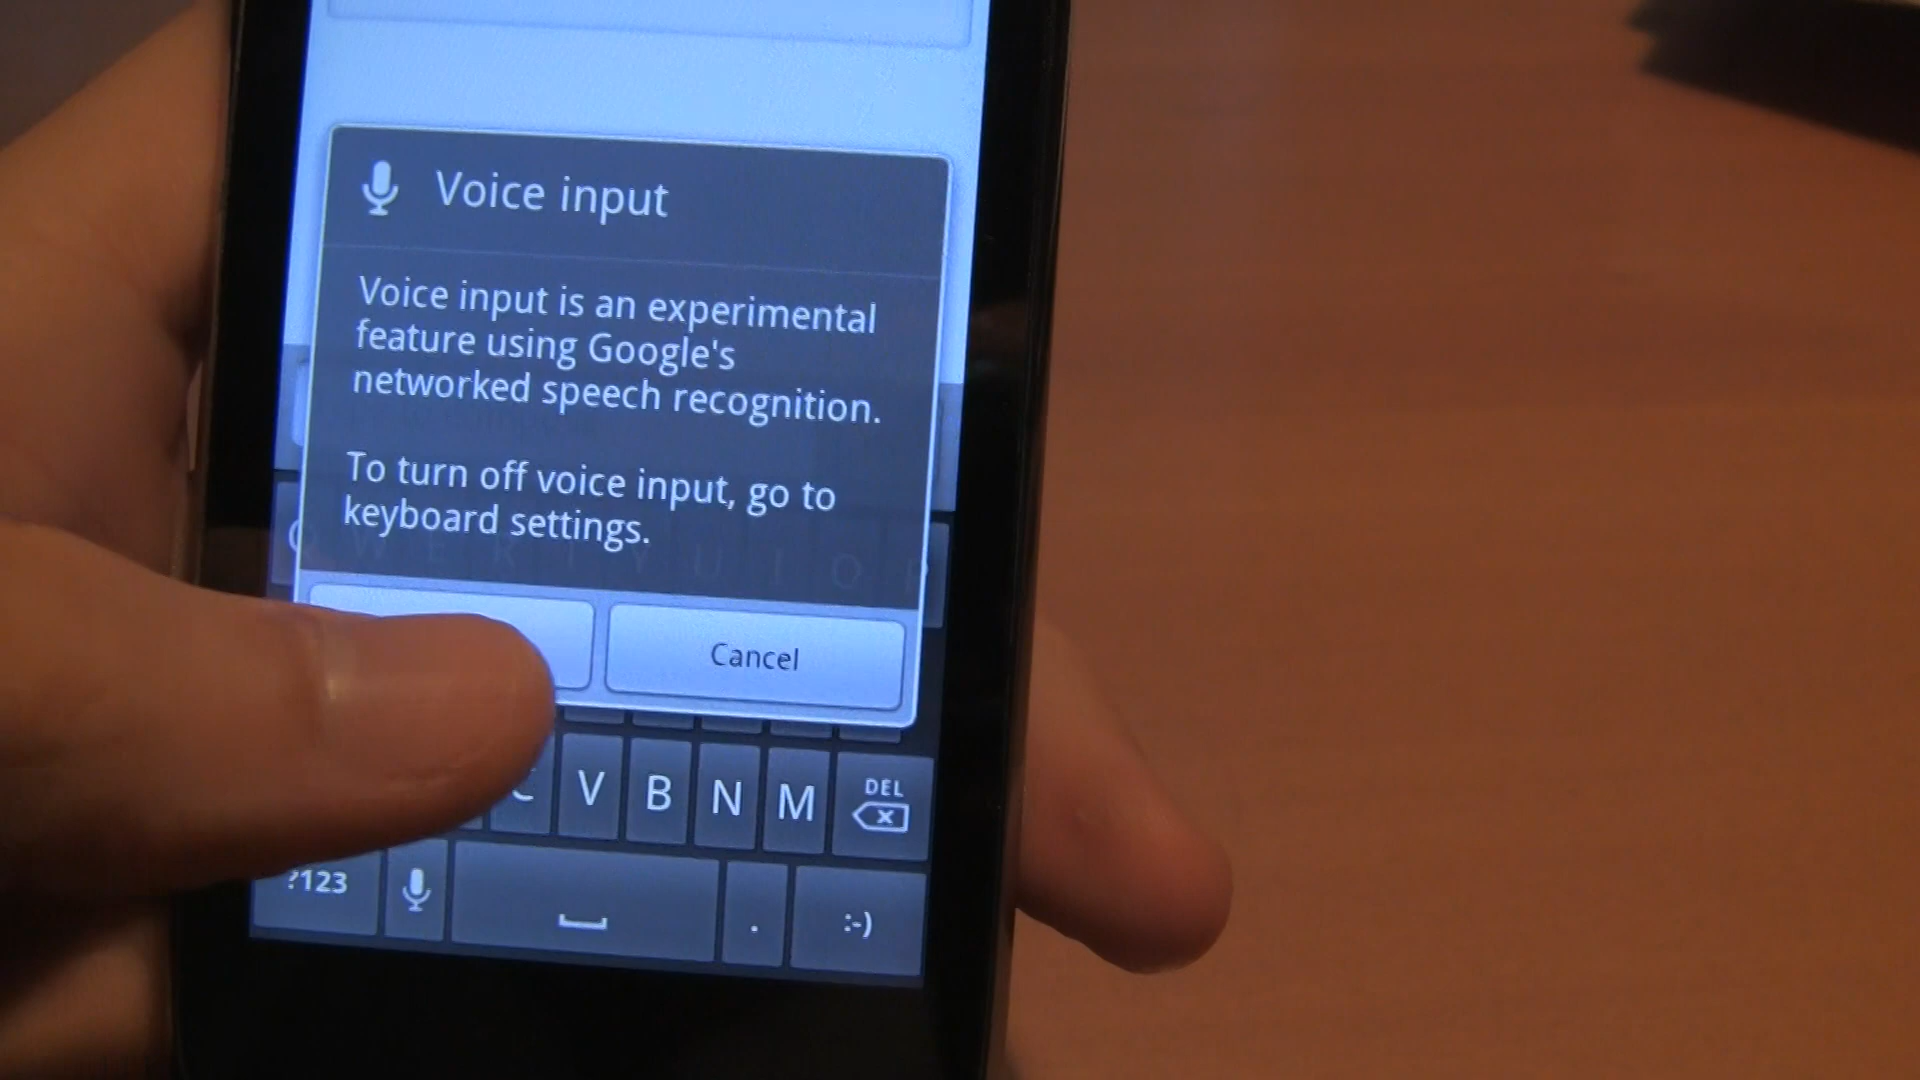 Voice input
Voice input is an experimental
feature using Google's
networked speech recognition.
To turn off voice input, go to
keyboard settings.
Q W E R T Y U I O P
Cancel
C V B N M DEL
?123 . :-)